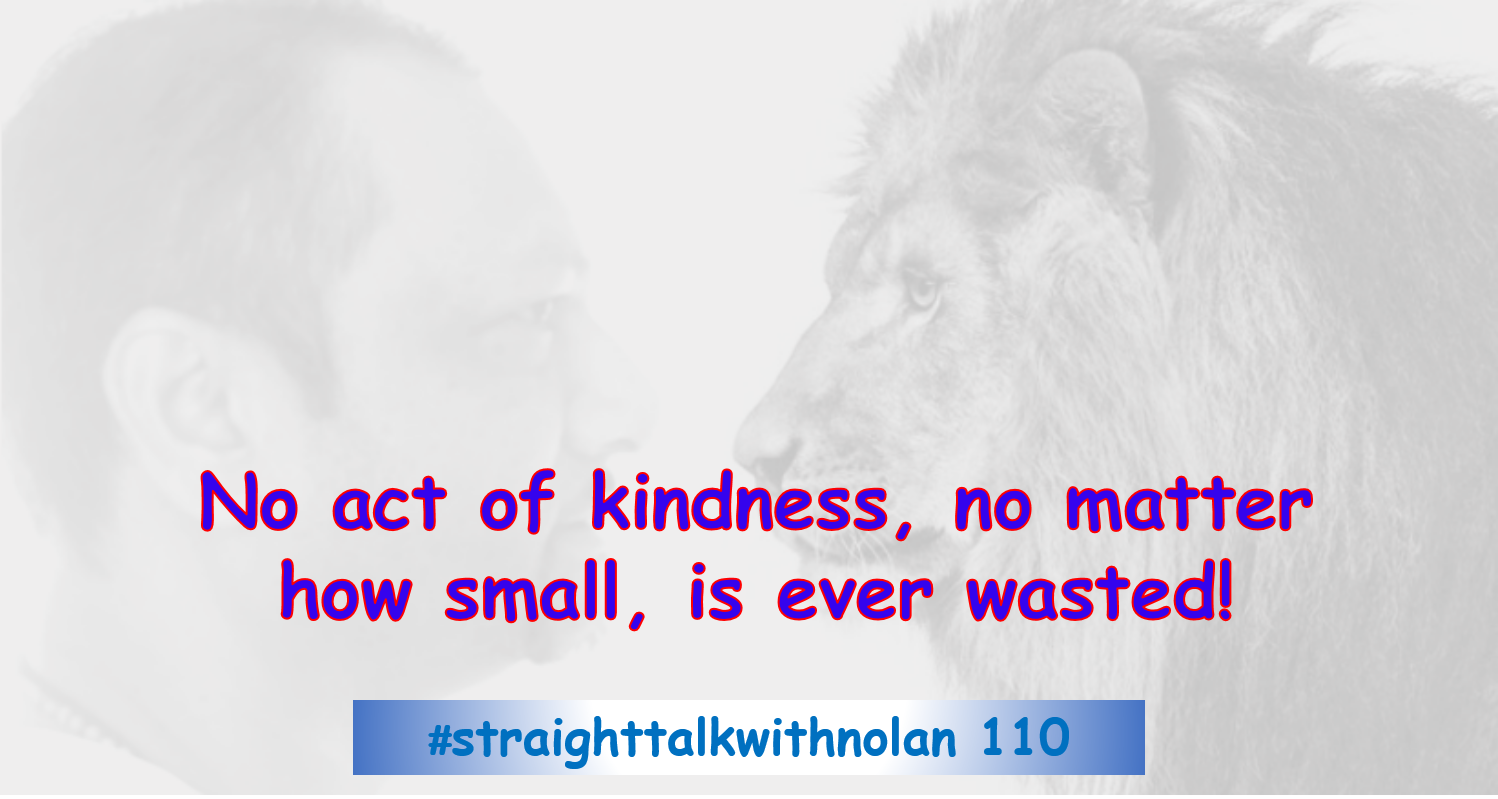 No act of kindness, no matter
how small, is ever wasted!
#straighttalkwithnolan 110